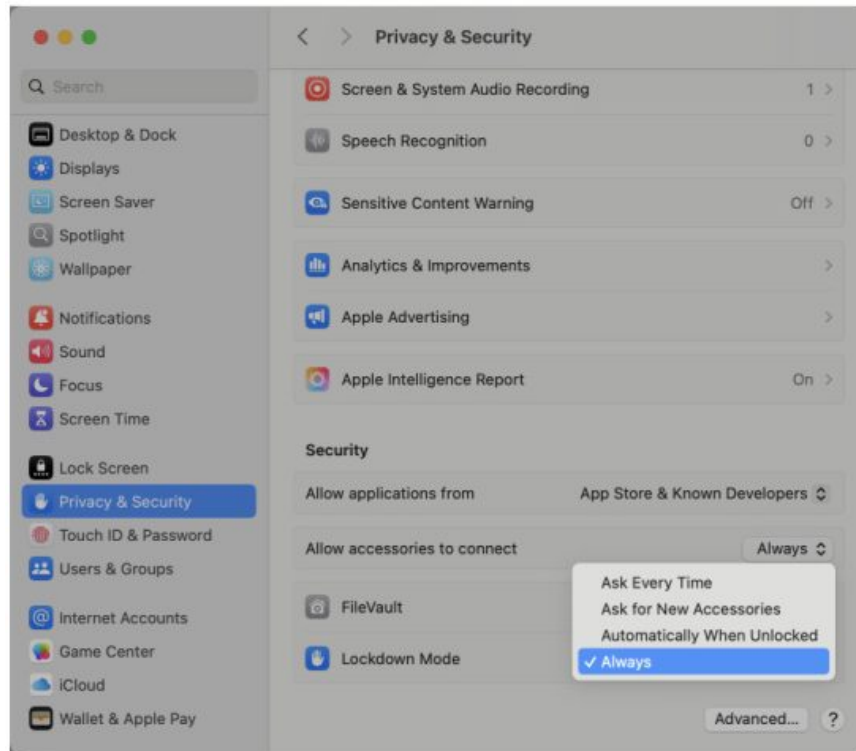 Privacy & Security
Search
Desktop & Dock
Displays
Screen Saver
Spotlight
Wallpaper
Notifications
Sound
Focus
Screen Time
Lock Screen
Privacy & Security
Touch ID & Password
Users & Groups
Internet Accounts
Game Center
iCloud
Wallet & Apple Pay
Screen & System Audio Recording 1
Speech Recognition 0
Sensitive Content Warning Off
Analytics & Improvements
Apple Advertising
Apple Intelligence Report On
Security
Allow applications from App Store & Known Developers
Allow accessories to connect Always
Ask Every Time
Ask for New Accessories
Automatically When Unlocked
✓ Always
FileVault
Lockdown Mode
Advanced... ?